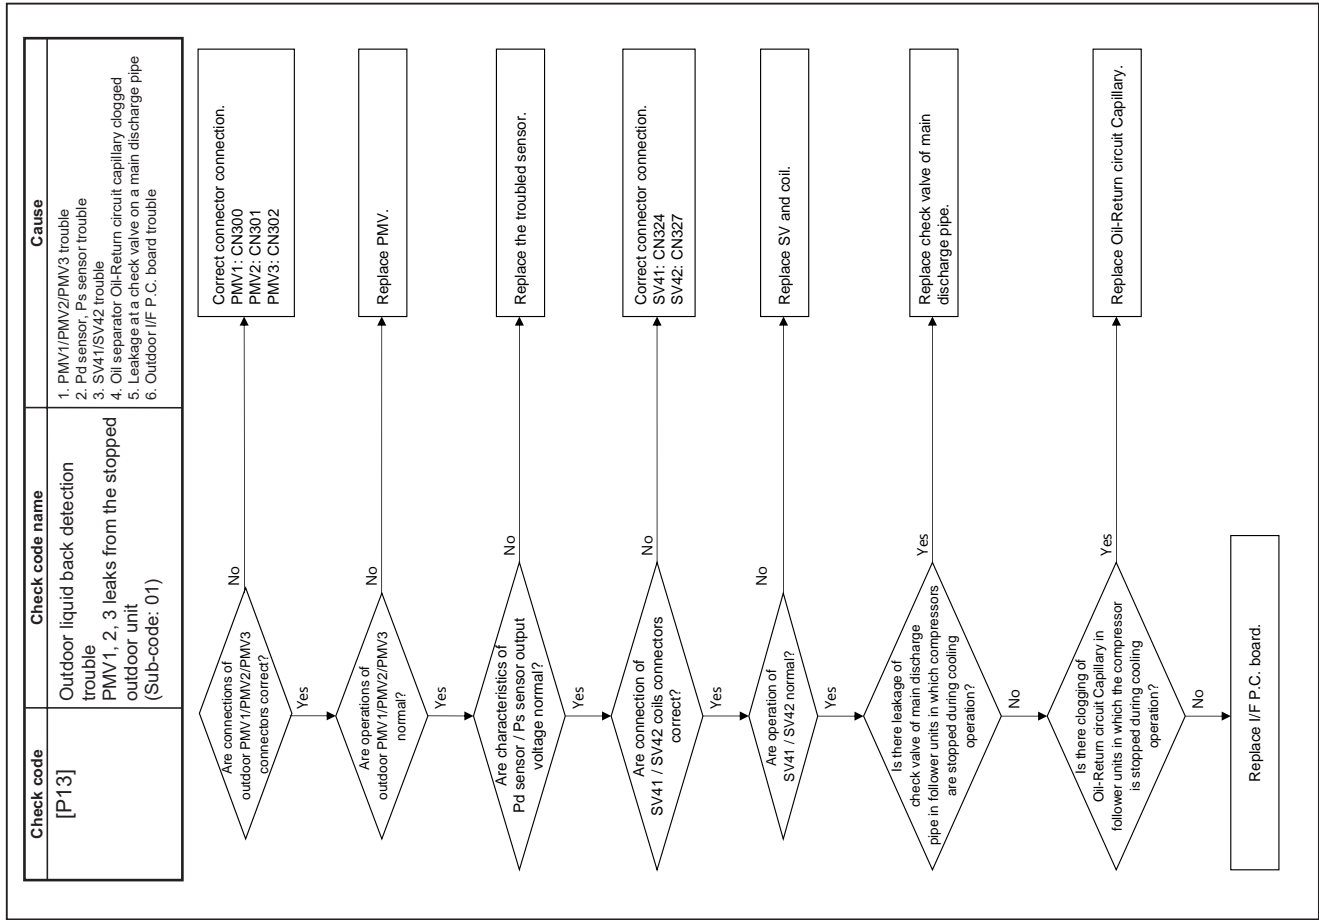 Check code
Check code name
Cause
[P13]
Outdoor liquid back detection
trouble
PMV1, 2, 3 leaks from the stopped
outdoor unit
(Sub-code: 01)
1. PMV1/PMV2/PMV3 trouble
2. Pd sensor, Ps sensor trouble
3. SV41/SV42 trouble
4. Oil separator Oil-Return circuit capillary clogged
5. Leakage at a check valve on a main discharge pipe
6. Outdoor I/F P.C. board trouble
Are connections of
outdoor PMV1/PMV2/PMV3
connectors correct?
No
Correct connector connection.
PMV1: CN300
PMV2: CN301
PMV3: CN302
Yes
Are operations of
outdoor PMV1/PMV2/PMV3
normal?
No
Replace PMV.
Yes
Are characteristics of
Pd sensor / Ps sensor output
voltage normal?
No
Replace the troubled sensor.
Yes
Are connection of
SV41 / SV42 coils connectors
correct?
No
Correct connector connection.
SV41: CN324
SV42: CN327
Yes
Are operation of
SV41 / SV42 normal?
No
Replace SV and coil.
Yes
Is there leakage of
check valve of main discharge
pipe in follower units in which compressors
are stopped during cooling
operation?
Yes
Replace check valve of main
discharge pipe.
No
Is there clogging of
Oil-Return circuit Capillary in
follower units in which the compressor
is stopped during cooling
operation?
Yes
Replace Oil-Return circuit Capillary.
No
Replace I/F P.C. board.